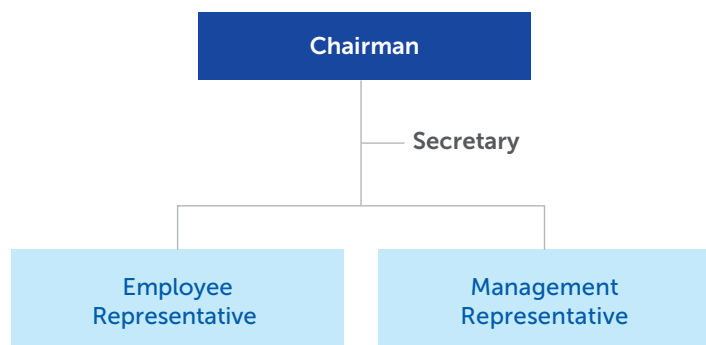 Chairman
Secretary
Employee
Representative
Management
Representative